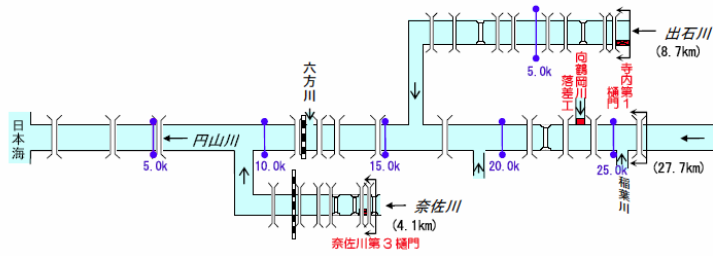 出石川
(8.7km)
5.0k
向鶴岡川
落差工
寺内第1
樋門
六方川
日本海
円山川
5.0k
10.0k
15.0k
20.0k
25.0k
(27.7km)
稲葉川
奈佐川
(4.1km)
奈佐川第3樋門